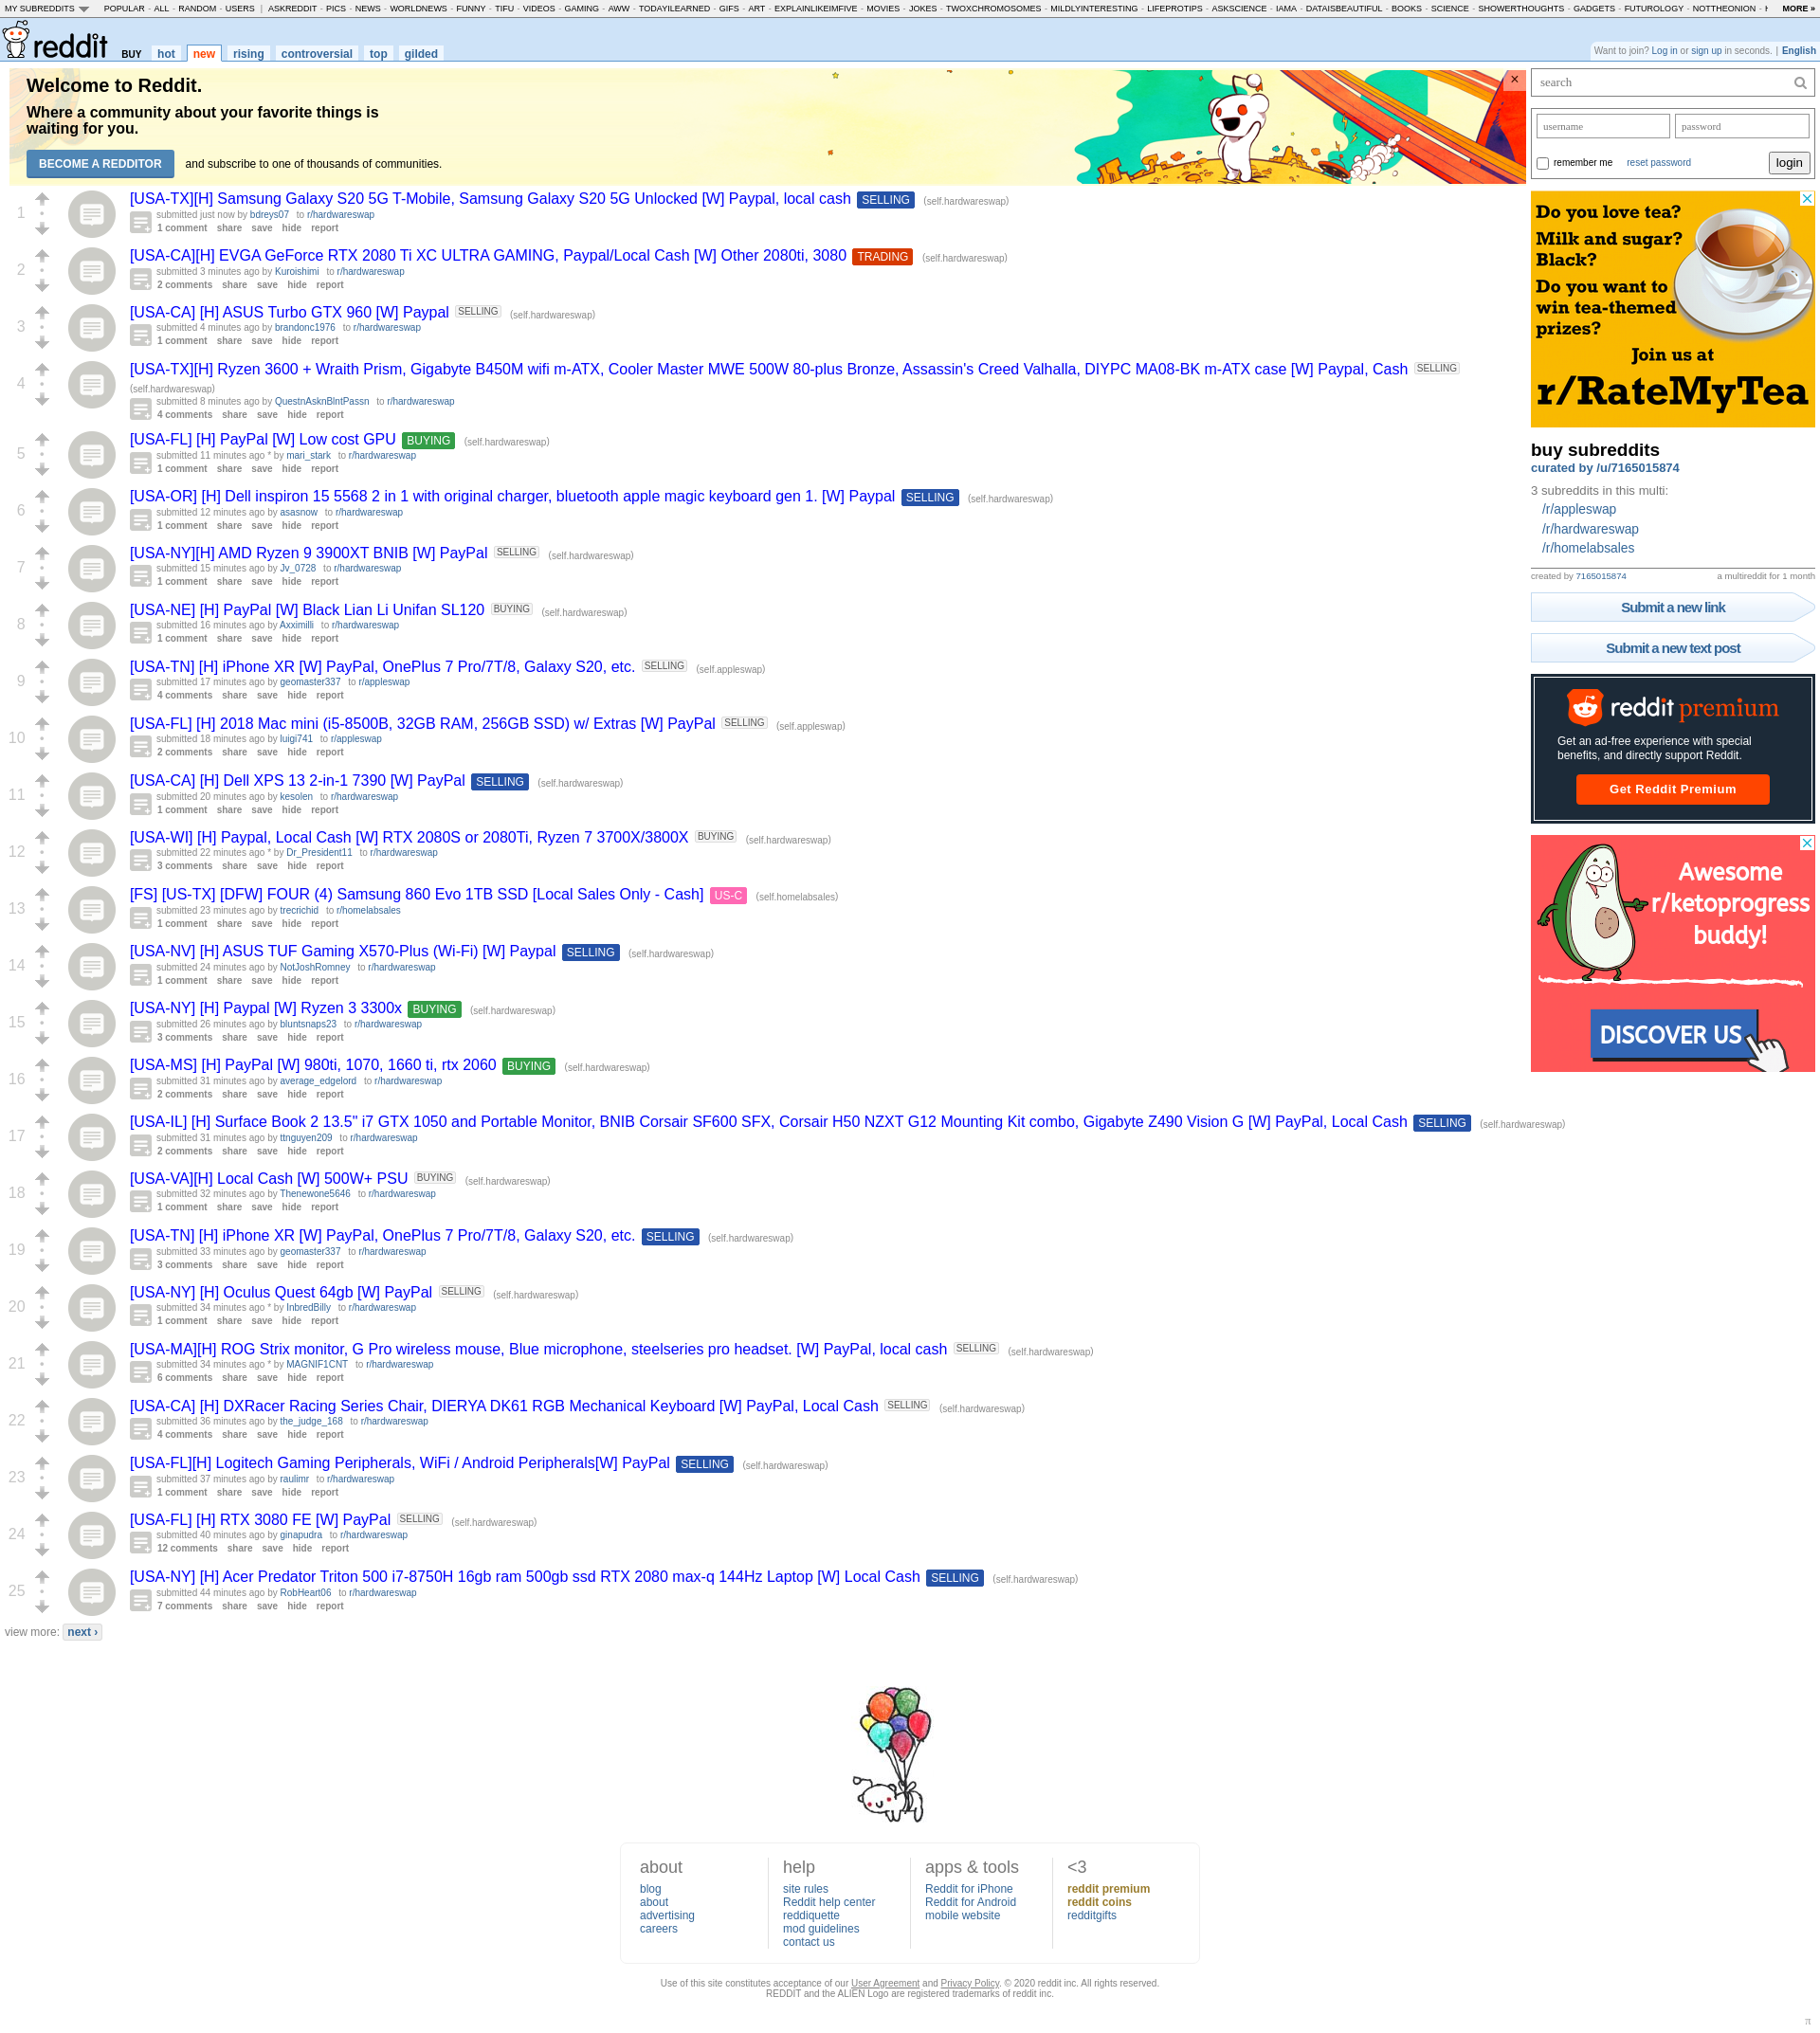 MY SUBREDDITS POPULAR - ALL - RANDOM - USERS | ASKREDDIT - PICS - NEWS - WORLDNEWS - FUNNY - TIFU - VIDEOS - GAMING - AWW - TODAYILEARNED - GIFS - ART - EXPLAINLIKEIMFIVE - MOVIES - JOKES - TWOXCHROMOSOMES - MILDLYINTERESTING - LIFEPROTIPS - ASKSCIENCE - IAMA - DATAISBEAUTIFUL - BOOKS - SCIENCE - SHOWERTHOUGHTS - GADGETS - FUTUROLOGY - NOTTHEONION - MORE »
reddit BUY hot new rising controversial top gilded
Want to join? Log in or sign up in seconds. | English
Welcome to Reddit.
Where a community about your favorite things is
waiting for you.
BECOME A REDDITOR and subscribe to one of thousands of communities.
×
1
[USA-TX][H] Samsung Galaxy S20 5G T-Mobile, Samsung Galaxy S20 5G Unlocked [W] Paypal, local cash SELLING (self.hardwareswap)
submitted just now by bdreys07 to r/hardwareswap
1 comment share save hide report
2
[USA-CA][H] EVGA GeForce RTX 2080 Ti XC ULTRA GAMING, Paypal/Local Cash [W] Other 2080ti, 3080 TRADING (self.hardwareswap)
submitted 3 minutes ago by Kuroishimi to r/hardwareswap
2 comments share save hide report
3
[USA-CA] [H] ASUS Turbo GTX 960 [W] Paypal SELLING (self.hardwareswap)
submitted 4 minutes ago by brandonc1976 to r/hardwareswap
1 comment share save hide report
4
[USA-TX][H] Ryzen 3600 + Wraith Prism, Gigabyte B450M wifi m-ATX, Cooler Master MWE 500W 80-plus Bronze, Assassin's Creed Valhalla, DIYPC MA08-BK m-ATX case [W] Paypal, Cash SELLING
(self.hardwareswap)
submitted 8 minutes ago by QuestnAsknBlntPassn to r/hardwareswap
4 comments share save hide report
5
[USA-FL] [H] PayPal [W] Low cost GPU BUYING (self.hardwareswap)
submitted 11 minutes ago * by mari_stark to r/hardwareswap
1 comment share save hide report
6
[USA-OR] [H] Dell inspiron 15 5568 2 in 1 with original charger, bluetooth apple magic keyboard gen 1. [W] Paypal SELLING (self.hardwareswap)
submitted 12 minutes ago by asasnow to r/hardwareswap
1 comment share save hide report
7
[USA-NY][H] AMD Ryzen 9 3900XT BNIB [W] PayPal SELLING (self.hardwareswap)
submitted 15 minutes ago by Jv_0728 to r/hardwareswap
1 comment share save hide report
8
[USA-NE] [H] PayPal [W] Black Lian Li Unifan SL120 BUYING (self.hardwareswap)
submitted 16 minutes ago by Axximilli to r/hardwareswap
1 comment share save hide report
9
[USA-TN] [H] iPhone XR [W] PayPal, OnePlus 7 Pro/7T/8, Galaxy S20, etc. SELLING (self.appleswap)
submitted 17 minutes ago by geomaster337 to r/appleswap
4 comments share save hide report
10
[USA-FL] [H] 2018 Mac mini (i5-8500B, 32GB RAM, 256GB SSD) w/ Extras [W] PayPal SELLING (self.appleswap)
submitted 18 minutes ago by luigi741 to r/appleswap
2 comments share save hide report
11
[USA-CA] [H] Dell XPS 13 2-in-1 7390 [W] PayPal SELLING (self.hardwareswap)
submitted 20 minutes ago by kesolen to r/hardwareswap
1 comment share save hide report
12
[USA-WI] [H] Paypal, Local Cash [W] RTX 2080S or 2080Ti, Ryzen 7 3700X/3800X BUYING (self.hardwareswap)
submitted 22 minutes ago * by Dr_President11 to r/hardwareswap
3 comments share save hide report
13
[FS] [US-TX] [DFW] FOUR (4) Samsung 860 Evo 1TB SSD [Local Sales Only - Cash] US-C (self.homelabsales)
submitted 23 minutes ago by trecrichid to r/homelabsales
1 comment share save hide report
14
[USA-NV] [H] ASUS TUF Gaming X570-Plus (Wi-Fi) [W] Paypal SELLING (self.hardwareswap)
submitted 24 minutes ago by NotJoshRomney to r/hardwareswap
1 comment share save hide report
15
[USA-NY] [H] Paypal [W] Ryzen 3 3300x BUYING (self.hardwareswap)
submitted 26 minutes ago by bluntsnaps23 to r/hardwareswap
3 comments share save hide report
16
[USA-MS] [H] PayPal [W] 980ti, 1070, 1660 ti, rtx 2060 BUYING (self.hardwareswap)
submitted 31 minutes ago by average_edgelord to r/hardwareswap
2 comments share save hide report
17
[USA-IL] [H] Surface Book 2 13.5" i7 GTX 1050 and Portable Monitor, BNIB Corsair SF600 SFX, Corsair H50 NZXT G12 Mounting Kit combo, Gigabyte Z490 Vision G [W] PayPal, Local Cash SELLING (self.hardwareswap)
submitted 31 minutes ago by ttnguyen209 to r/hardwareswap
2 comments share save hide report
18
[USA-VA][H] Local Cash [W] 500W+ PSU BUYING (self.hardwareswap)
submitted 32 minutes ago by Thenewone5646 to r/hardwareswap
1 comment share save hide report
19
[USA-TN] [H] iPhone XR [W] PayPal, OnePlus 7 Pro/7T/8, Galaxy S20, etc. SELLING (self.hardwareswap)
submitted 33 minutes ago by geomaster337 to r/hardwareswap
3 comments share save hide report
20
[USA-NY] [H] Oculus Quest 64gb [W] PayPal SELLING (self.hardwareswap)
submitted 34 minutes ago * by InbredBilly to r/hardwareswap
1 comment share save hide report
21
[USA-MA][H] ROG Strix monitor, G Pro wireless mouse, Blue microphone, steelseries pro headset. [W] PayPal, local cash SELLING (self.hardwareswap)
submitted 34 minutes ago * by MAGNIF1CNT to r/hardwareswap
6 comments share save hide report
22
[USA-CA] [H] DXRacer Racing Series Chair, DIERYA DK61 RGB Mechanical Keyboard [W] PayPal, Local Cash SELLING (self.hardwareswap)
submitted 36 minutes ago by the_judge_168 to r/hardwareswap
4 comments share save hide report
23
[USA-FL][H] Logitech Gaming Peripherals, WiFi / Android Peripherals[W] PayPal SELLING (self.hardwareswap)
submitted 37 minutes ago by raulimr to r/hardwareswap
1 comment share save hide report
24
[USA-FL] [H] RTX 3080 FE [W] PayPal SELLING (self.hardwareswap)
submitted 40 minutes ago by ginapudra to r/hardwareswap
12 comments share save hide report
25
[USA-NY] [H] Acer Predator Triton 500 i7-8750H 16gb ram 500gb ssd RTX 2080 max-q 144Hz Laptop [W] Local Cash SELLING (self.hardwareswap)
submitted 44 minutes ago by RobHeart06 to r/hardwareswap
7 comments share save hide report
view more: next ›
search
username password
remember me reset password login
Do you love tea?
Milk and sugar?
Black?
Do you want to
win tea-themed
prizes?
Join us at
r/RateMyTea
buy subreddits
curated by /u/7165015874
3 subreddits in this multi:
/r/appleswap
/r/hardwareswap
/r/homelabsales
created by 7165015874 a multireddit for 1 month
Submit a new link
Submit a new text post
reddit premium
Get an ad-free experience with special
benefits, and directly support Reddit.
Get Reddit Premium
Awesome
r/ketoprogress
buddy!
DISCOVER US
about
blog
about
advertising
careers
help
site rules
Reddit help center
reddiquette
mod guidelines
contact us
apps & tools
Reddit for iPhone
Reddit for Android
mobile website
<3
reddit premium
reddit coins
redditgifts
Use of this site constitutes acceptance of our User Agreement and Privacy Policy. © 2020 reddit inc. All rights reserved.
REDDIT and the ALIEN Logo are registered trademarks of reddit inc.
π